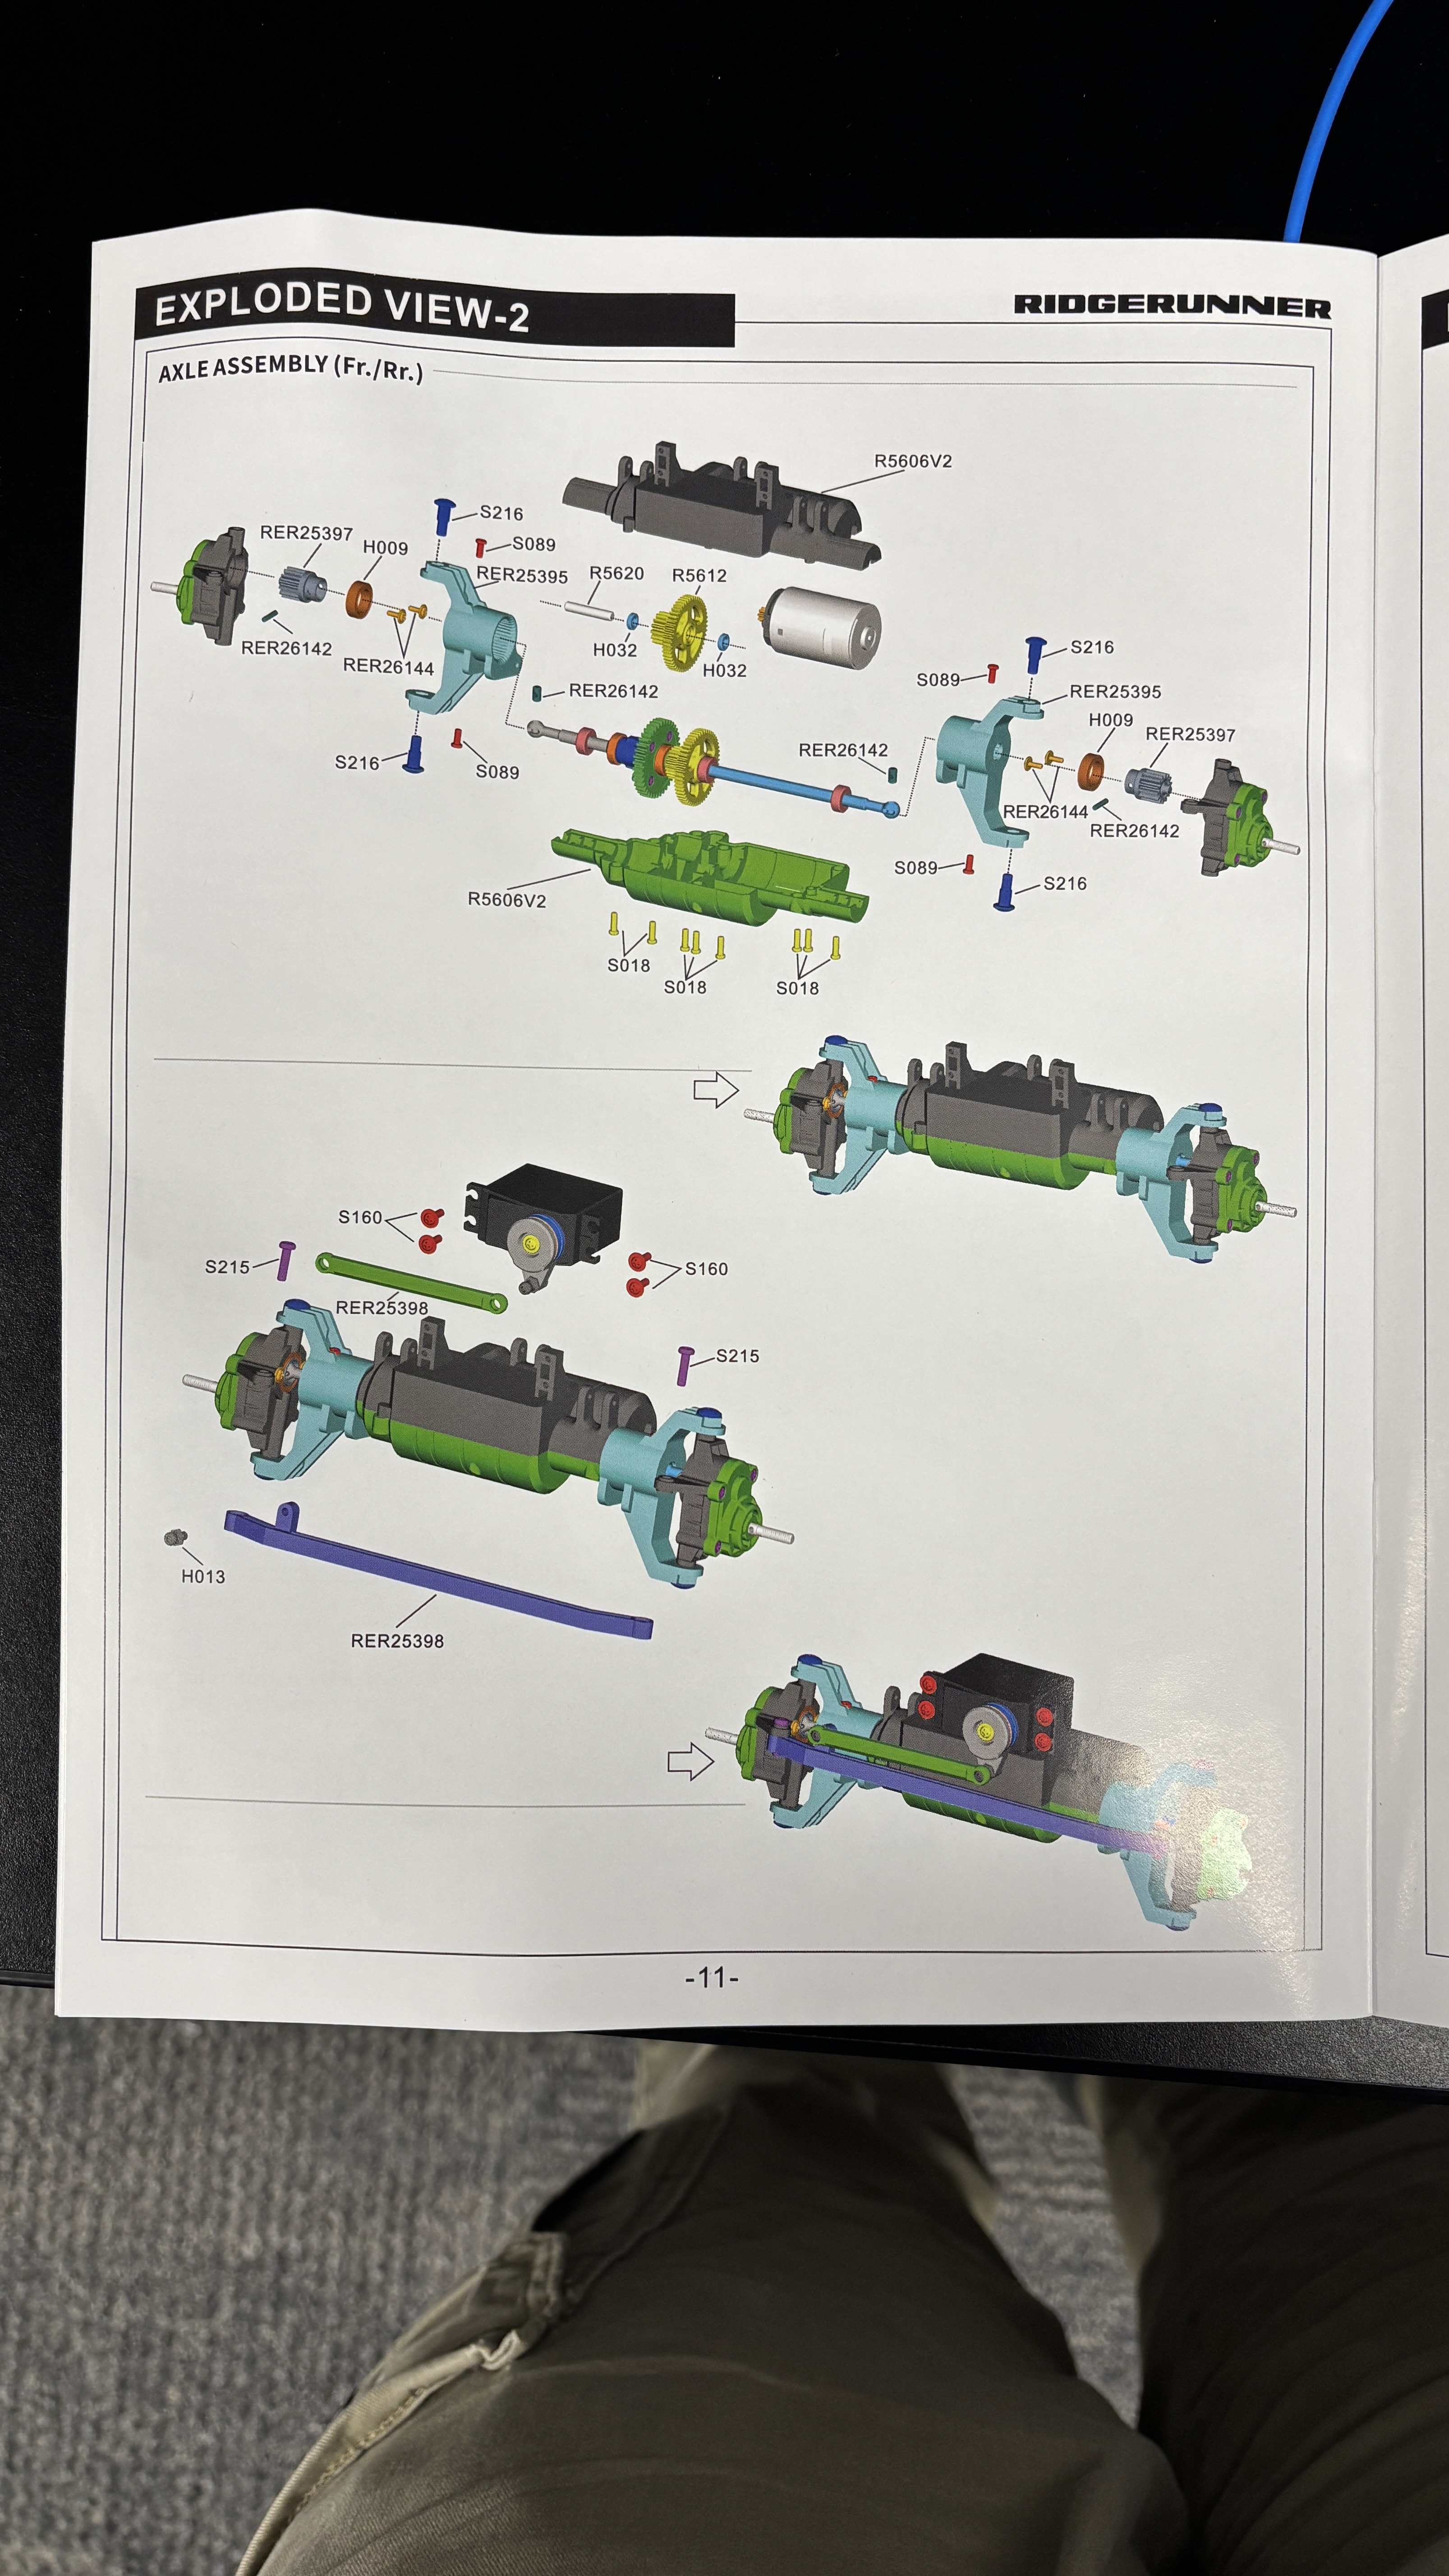 EXPLODED VIEW-2
RIDGERUNNER
AXLE ASSEMBLY (Fr./Rr.)
R5606V2
S216
RER25397
H009
S089
RER25395
R5620
R5612
RER26142
RER26144
H032
H032
S216
S089
RER26142
RER25395
H009
RER25397
S216
S089
RER26142
RER26144
RER26142
S089
S216
R5606V2
S018
S018
S018
S160
S215
S160
RER25398
S215
H013
RER25398
-11-